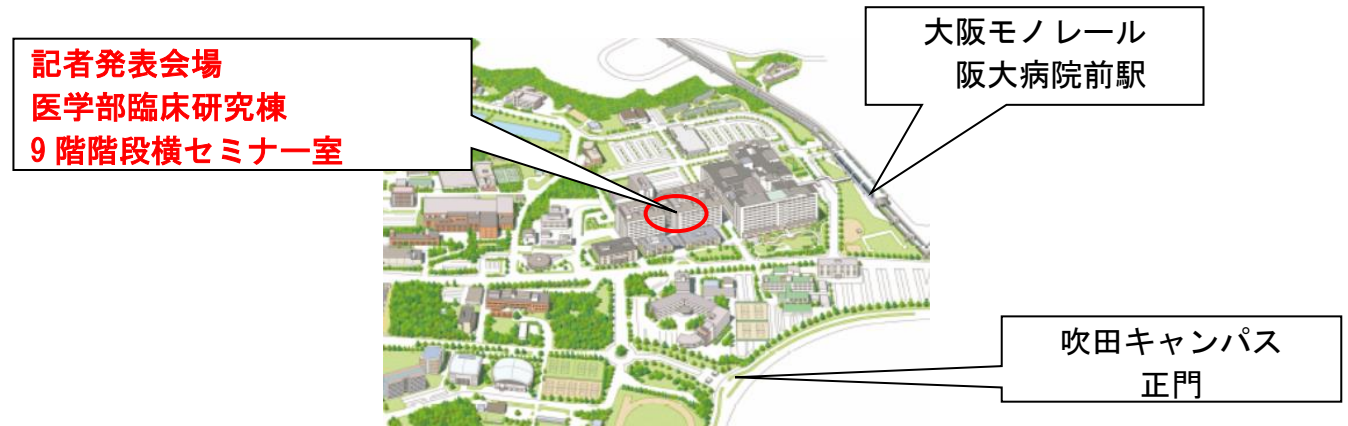 記者発表会場
医学部臨床研究棟
9 階階段横セミナー室
大阪モノレール
阪大病院前駅
吹田キャンパス
正門